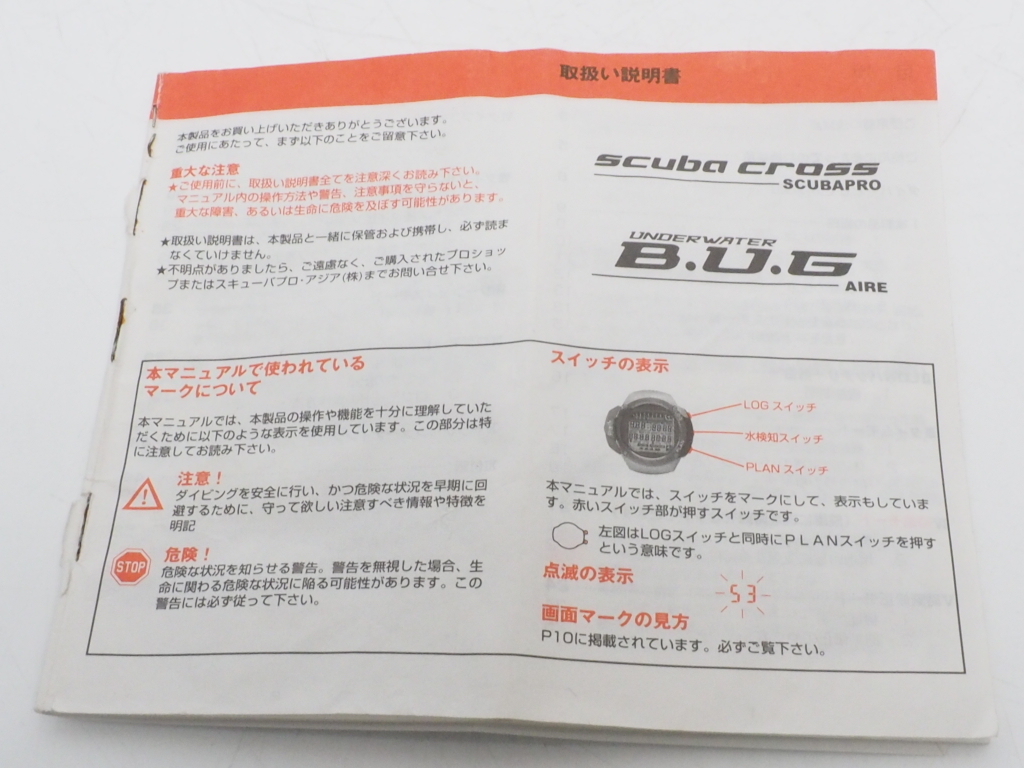 取扱い説明書
本製品をお買い上げいただきありがとうございます。
ご使用にあたって、まず以下のことをご留意下さい。
重大な注意
★ご使用前に、取扱い説明書全てを注意深くお読み下さい。
マニュアル内の操作方法や警告、注意事項を守らないと、
重大な障害、あるいは生命に危険を及ぼす可能性があります。
★取扱い説明書は、本製品と一緒に保管および携帯し、必ず読ま
なくていけません。
★不明点がありましたら、ご遠慮なく、ご購入されたプロショッ
プまたはスキューバプロ・アジア(株)までお問い合せ下さい。
scuba cross
SCUBAPRO
UNDERWATER
B.U.G
AIRE
本マニュアルで使われている
マークについて
本マニュアルでは、本製品の操作や機能を十分に理解していた
だくために以下のような表示を使用しています。この部分は特
に注意してお読み下さい。
注意！
ダイビングを安全に行い、かつ危険な状況を早期に回
避するために、守って欲しい注意すべき情報や特徴を
明記
STOP
危険！
危険な状況を知らせる警告。警告を無視した場合、生
命に関わる危険な状況に陥る可能性があります。この
警告には必ず従って下さい。
スイッチの表示
LOG スイッチ
水検知スイッチ
PLAN スイッチ
本マニュアルでは、スイッチをマークにして、表示もしていま
す。赤いスイッチ部が押すスイッチです。
左図はLOGスイッチと同時にPLANスイッチを押す
という意味です。
点滅の表示
53
画面マークの見方
P10に掲載されています。必ずご覧下さい。